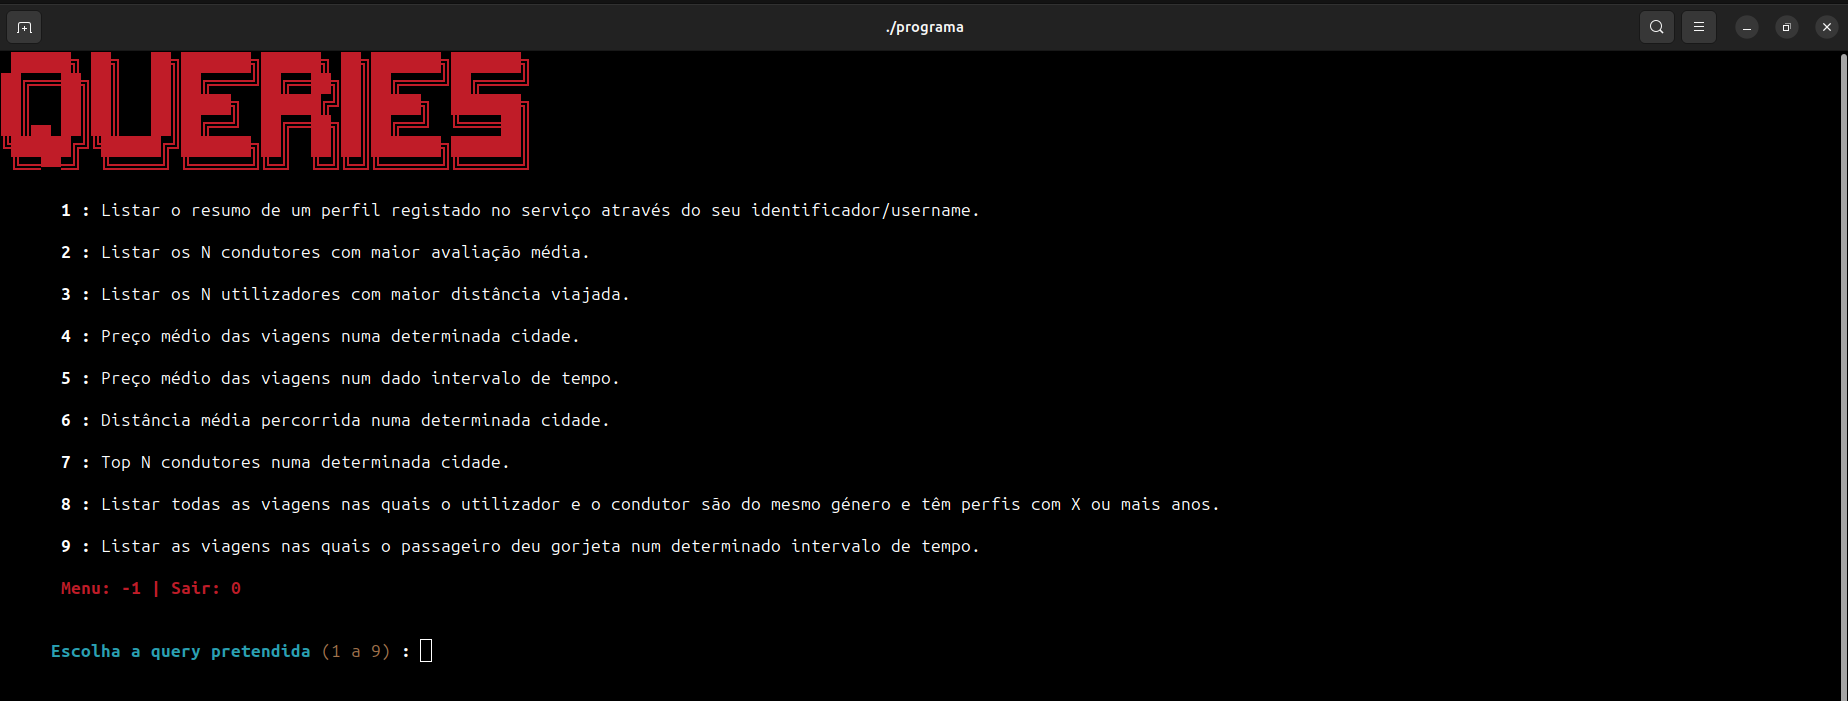 ./programa
QUERIES
1 : Listar o resumo de um perfil registado no serviço através do seu identificador/username.
2 : Listar os N condutores com maior avaliação média.
3 : Listar os N utilizadores com maior distância viajada.
4 : Preço médio das viagens numa determinada cidade.
5 : Preço médio das viagens num dado intervalo de tempo.
6 : Distância média percorrida numa determinada cidade.
7 : Top N condutores numa determinada cidade.
8 : Listar todas as viagens nas quais o utilizador e o condutor são do mesmo género e têm perfis com X ou mais anos.
9 : Listar as viagens nas quais o passageiro deu gorjeta num determinado intervalo de tempo.
Menu: -1 | Sair: 0
Escolha a query pretendida (1 a 9) :